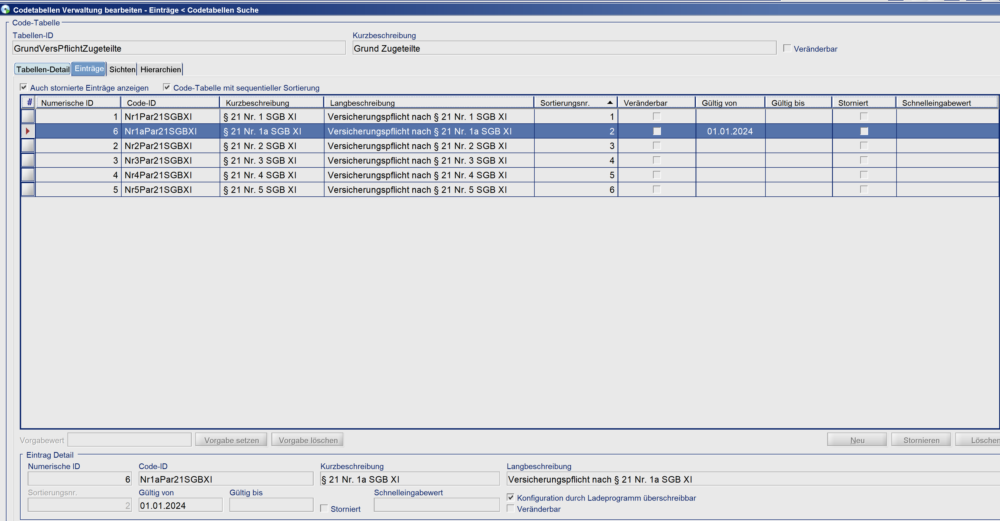 Codetabellen Verwaltung bearbeiten - Einträge < Codetabellen Suche
Code-Tabelle
Tabellen-ID Kurzbeschreibung
GrundVersPflichtZugeteilte Grund Zugeteilte Veränderbar
Tabellen-Detail Einträge Sichten Hierarchien
Auch stornierte Einträge anzeigen Code-Tabelle mit sequentieller Sortierung
# Numerische ID Code-ID Kurzbeschreibung Langbeschreibung Sortierungsnr. Veränderbar Gültig von Gültig bis Storniert Schnelleingabewert
1 Nr1Par21SGBXI § 21 Nr. 1 SGB XI Versicherungspflicht nach § 21 Nr. 1 SGB XI 1
6 Nr1aPar21SGBXI § 21 Nr. 1a SGB XI Versicherungspflicht nach § 21 Nr. 1a SGB XI 2 01.01.2024
2 Nr2Par21SGBXI § 21 Nr. 2 SGB XI Versicherungspflicht nach § 21 Nr. 2 SGB XI 3
3 Nr3Par21SGBXI § 21 Nr. 3 SGB XI Versicherungspflicht nach § 21 Nr. 3 SGB XI 4
4 Nr4Par21SGBXI § 21 Nr. 4 SGB XI Versicherungspflicht nach § 21 Nr. 4 SGB XI 5
5 Nr5Par21SGBXI § 21 Nr. 5 SGB XI Versicherungspflicht nach § 21 Nr. 5 SGB XI 6
Vorgabewert Vorgabe setzen Vorgabe löschen Neu Stornieren Löschen
Eintrag Detail
Numerische ID Code-ID Kurzbeschreibung Langbeschreibung
6 Nr1aPar21SGBXI § 21 Nr. 1a SGB XI Versicherungspflicht nach § 21 Nr. 1a SGB XI
Sortierungsnr. Gültig von Gültig bis Schnelleingabewert Konfiguration durch Ladeprogramm überschreibbar
2 01.01.2024 Storniert Veränderbar